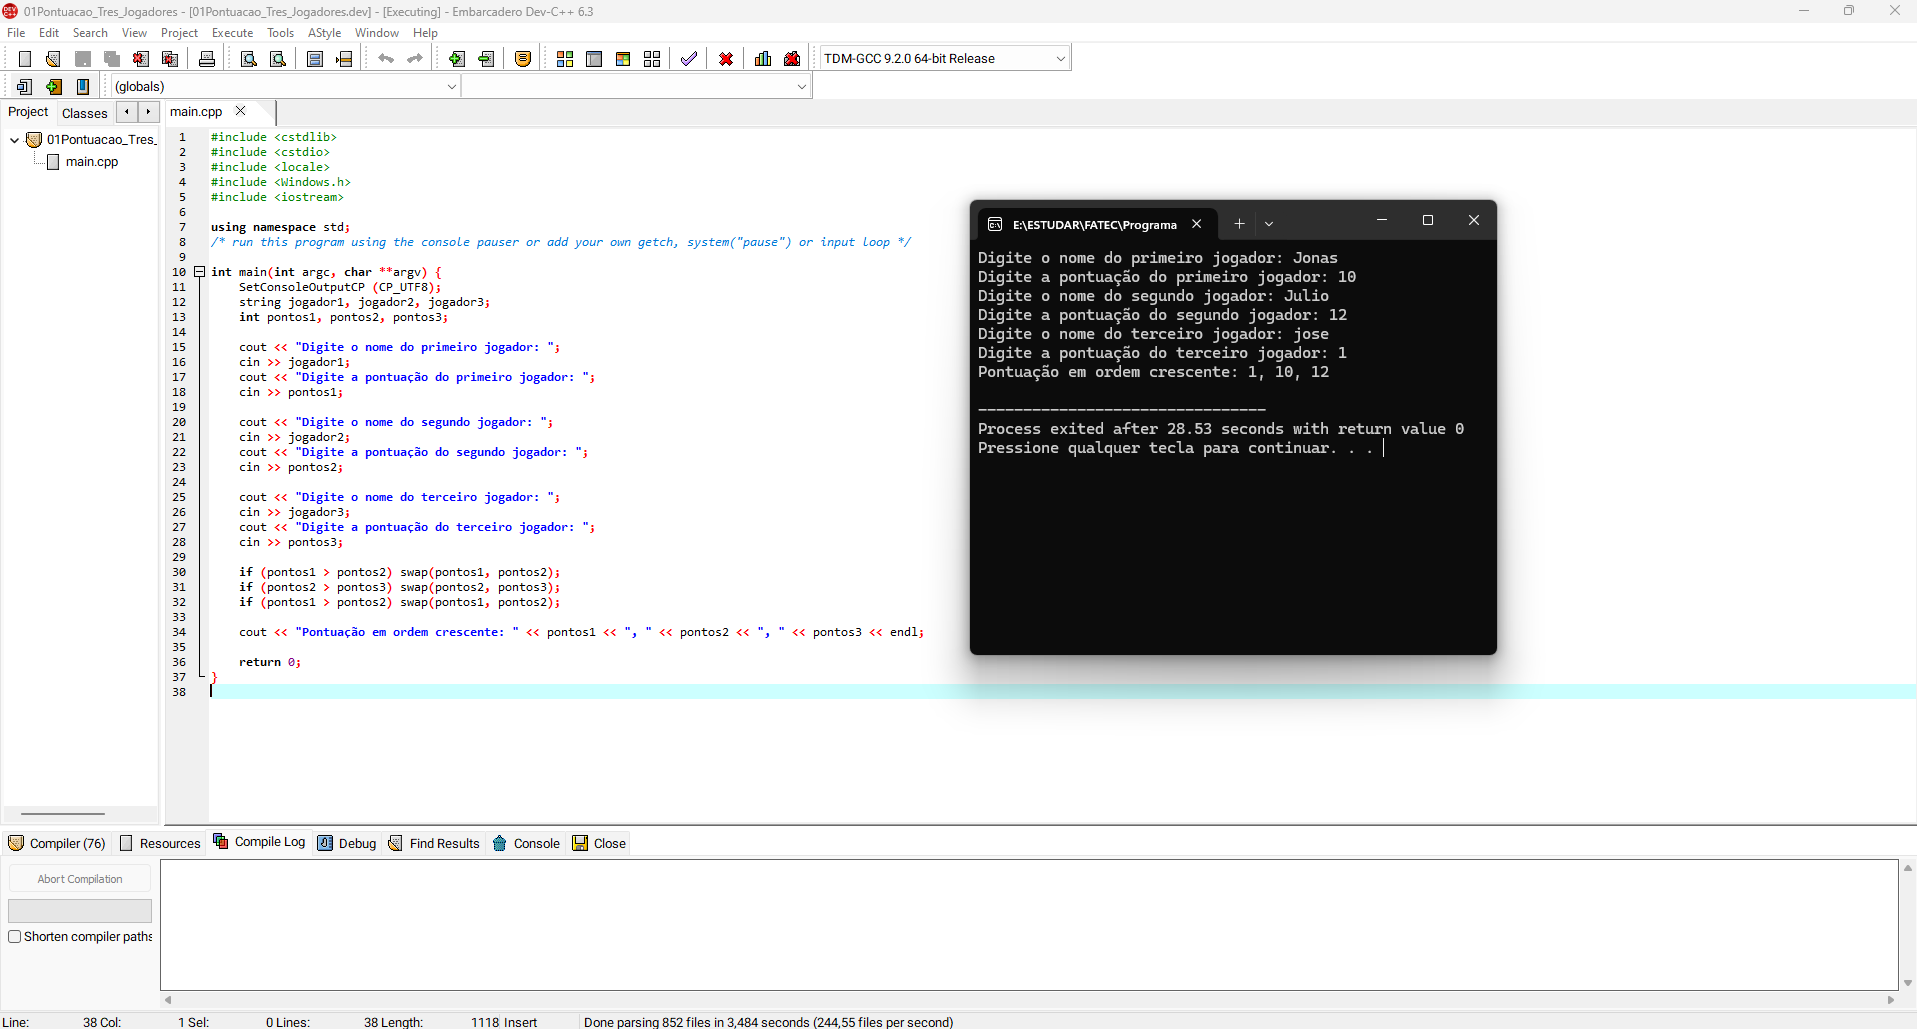 01Pontuacao_Tres_Jogadores - [01Pontuacao_Tres_Jogadores.dev] - [Executing] - Embarcadero Dev-C++ 6.3
File Edit Search View Project Execute Tools AStyle Window Help
TDM-GCC 9.2.0 64-bit Release
(globals)
Project Classes main.cpp
01Pontuacao_Tres_
main.cpp
1 #include <cstdlib>
2 #include <cstdio>
3 #include <locale>
4 #include <Windows.h>
5 #include <iostream>
6
7 using namespace std;
8 /* run this program using the console pauser or add your own getch, system("pause") or input loop */
9
10 int main(int argc, char **argv) {
11 SetConsoleOutputCP (CP_UTF8);
12 string jogador1, jogador2, jogador3;
13 int pontos1, pontos2, pontos3;
14
15 cout << "Digite o nome do primeiro jogador: ";
16 cin >> jogador1;
17 cout << "Digite a pontuação do primeiro jogador: ";
18 cin >> pontos1;
19
20 cout << "Digite o nome do segundo jogador: ";
21 cin >> jogador2;
22 cout << "Digite a pontuação do segundo jogador: ";
23 cin >> pontos2;
24
25 cout << "Digite o nome do terceiro jogador: ";
26 cin >> jogador3;
27 cout << "Digite a pontuação do terceiro jogador: ";
28 cin >> pontos3;
29
30 if (pontos1 > pontos2) swap(pontos1, pontos2);
31 if (pontos2 > pontos3) swap(pontos2, pontos3);
32 if (pontos1 > pontos2) swap(pontos1, pontos2);
33
34 cout << "Pontuação em ordem crescente: " << pontos1 << ", " << pontos2 << ", " << pontos3 << endl;
35
36 return 0;
37 }
38
E:\ESTUDAR\FATEC\Programa
Digite o nome do primeiro jogador: Jonas
Digite a pontuação do primeiro jogador: 10
Digite o nome do segundo jogador: Julio
Digite a pontuação do segundo jogador: 12
Digite o nome do terceiro jogador: jose
Digite a pontuação do terceiro jogador: 1
Pontuação em ordem crescente: 1, 10, 12
--------------------------------
Process exited after 28.53 seconds with return value 0
Pressione qualquer tecla para continuar. . .
Compiler (76) Resources Compile Log Debug Find Results Console Close
Abort Compilation
Shorten compiler paths
Line: 38 Col: 1 Sel: 0 Lines: 38 Length: 1118 Insert Done parsing 852 files in 3,484 seconds (244,55 files per second)